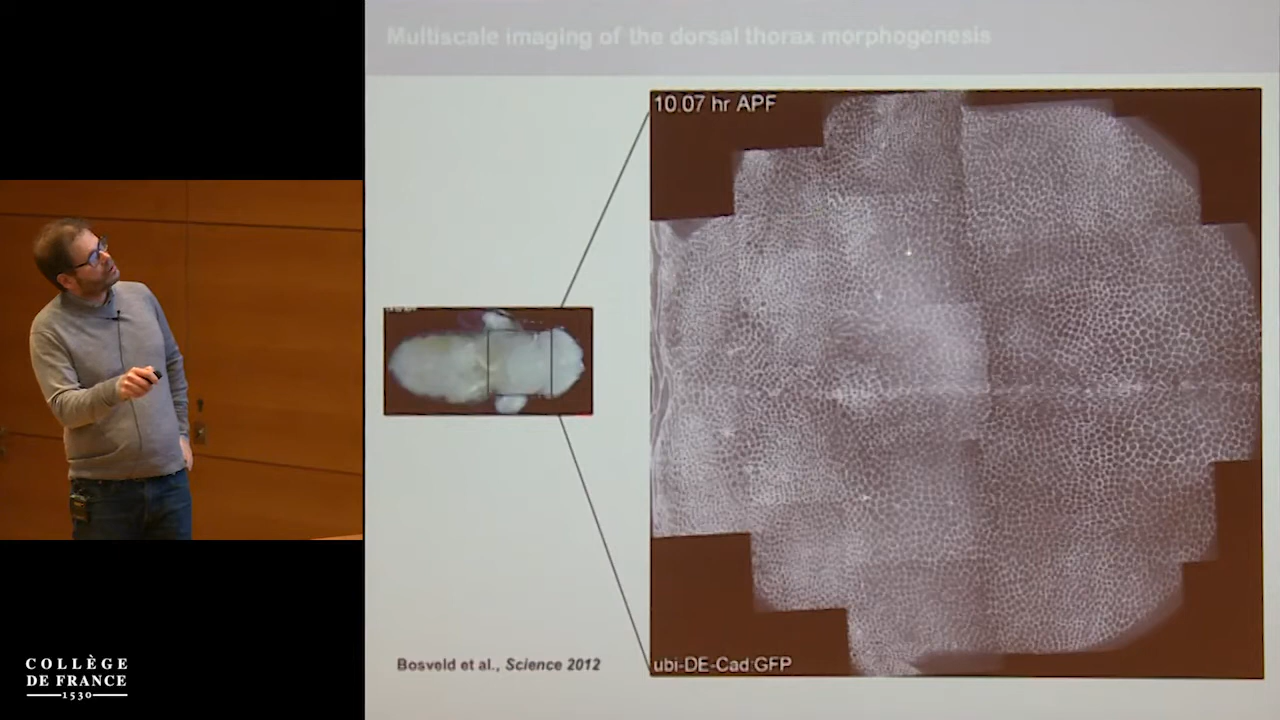 Multiscale imaging of the dorsal thorax morphogenesis
10.07 hr APF
Bosveld et al., Science 2012
ubi-DE-Cad:GFP
COLLÈGE
DE FRANCE
1530